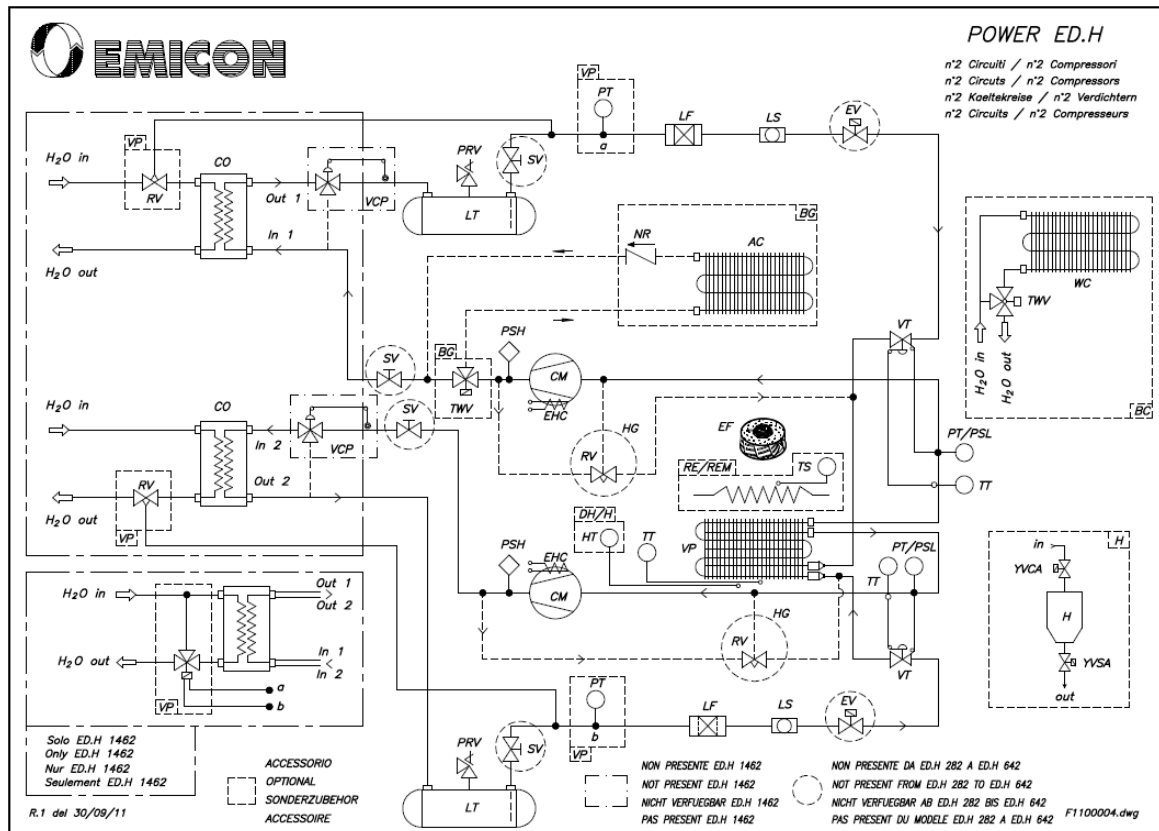 EMICON
POWER ED.H
n°2 Circuiti / n°2 Compressori
n°2 Circuts / n°2 Compressors
n°2 Kaeltekreise / n°2 Verdichtern
n°2 Circuits / n°2 Compresseurs
VP
PT
a
LF
LS
EV
H₂O in
VP
RV
CO
Out 1
VCP
PRV
SV
LT
In 1
H₂O out
BG
NR
AC
WC
TWV
H₂O in
H₂O out
BC
VT
PSH
SV
BG
TWV
CM
EHC
H₂O in
CO
In 2
VCP
SV
HG
RV
EF
RE/REM
TS
PT/PSL
TT
RV
Out 2
H₂O out
VP
DH/H
HT
TT
VP
PSH
EHC
CM
PT/PSL
TT
in
H
YVCA
H
YVSA
out
HG
RV
VT
Out 1
H₂O in
Out 2
In 1
H₂O out
In 2
a
b
VP
PT
b
VP
LF
LS
EV
PRV
SV
LT
Solo ED.H 1462
Only ED.H 1462
Nur ED.H 1462
Seulement ED.H 1462
R.1 del 30/09/11
ACCESSORIO
OPTIONAL
SONDERZUBEHOR
ACCESSOIRE
NON PRESENTE ED.H 1462
NOT PRESENT ED.H 1462
NICHT VERFUEGBAR ED.H 1462
PAS PRESENT ED.H 1462
NON PRESENTE DA ED.H 282 A ED.H 642
NOT PRESENT FROM ED.H 282 TO ED.H 642
NICHT VERFUEGBAR AB ED.H 282 BIS ED.H 642
PAS PRESENT DU MODELE ED.H 282 A ED.H 642
F1100004.dwg